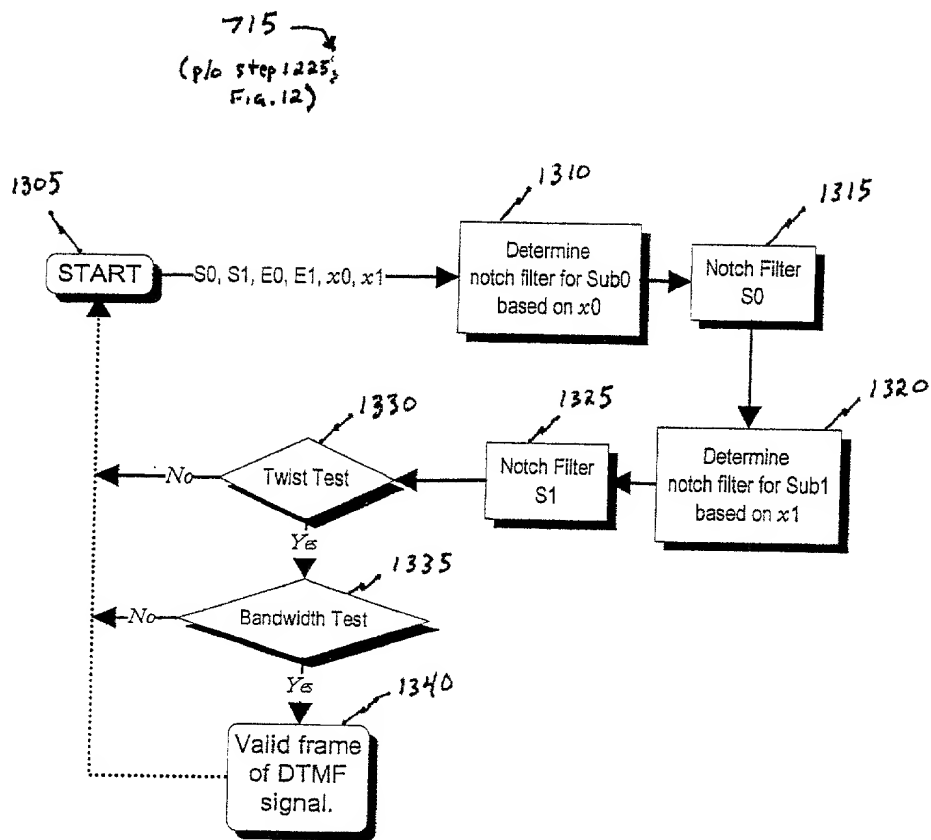 715
(p/o step 1225,
Fig. 12)
1305
START
S0, S1, E0, E1, x0, x1
1310
Determine
notch filter for Sub0
based on x0
1315
Notch Filter
S0
1320
Determine
notch filter for Sub1
based on x1
1325
Notch Filter
S1
1330
Twist Test
No
Yes
1335
Bandwidth Test
No
Yes
1340
Valid frame
of DTMF
signal.